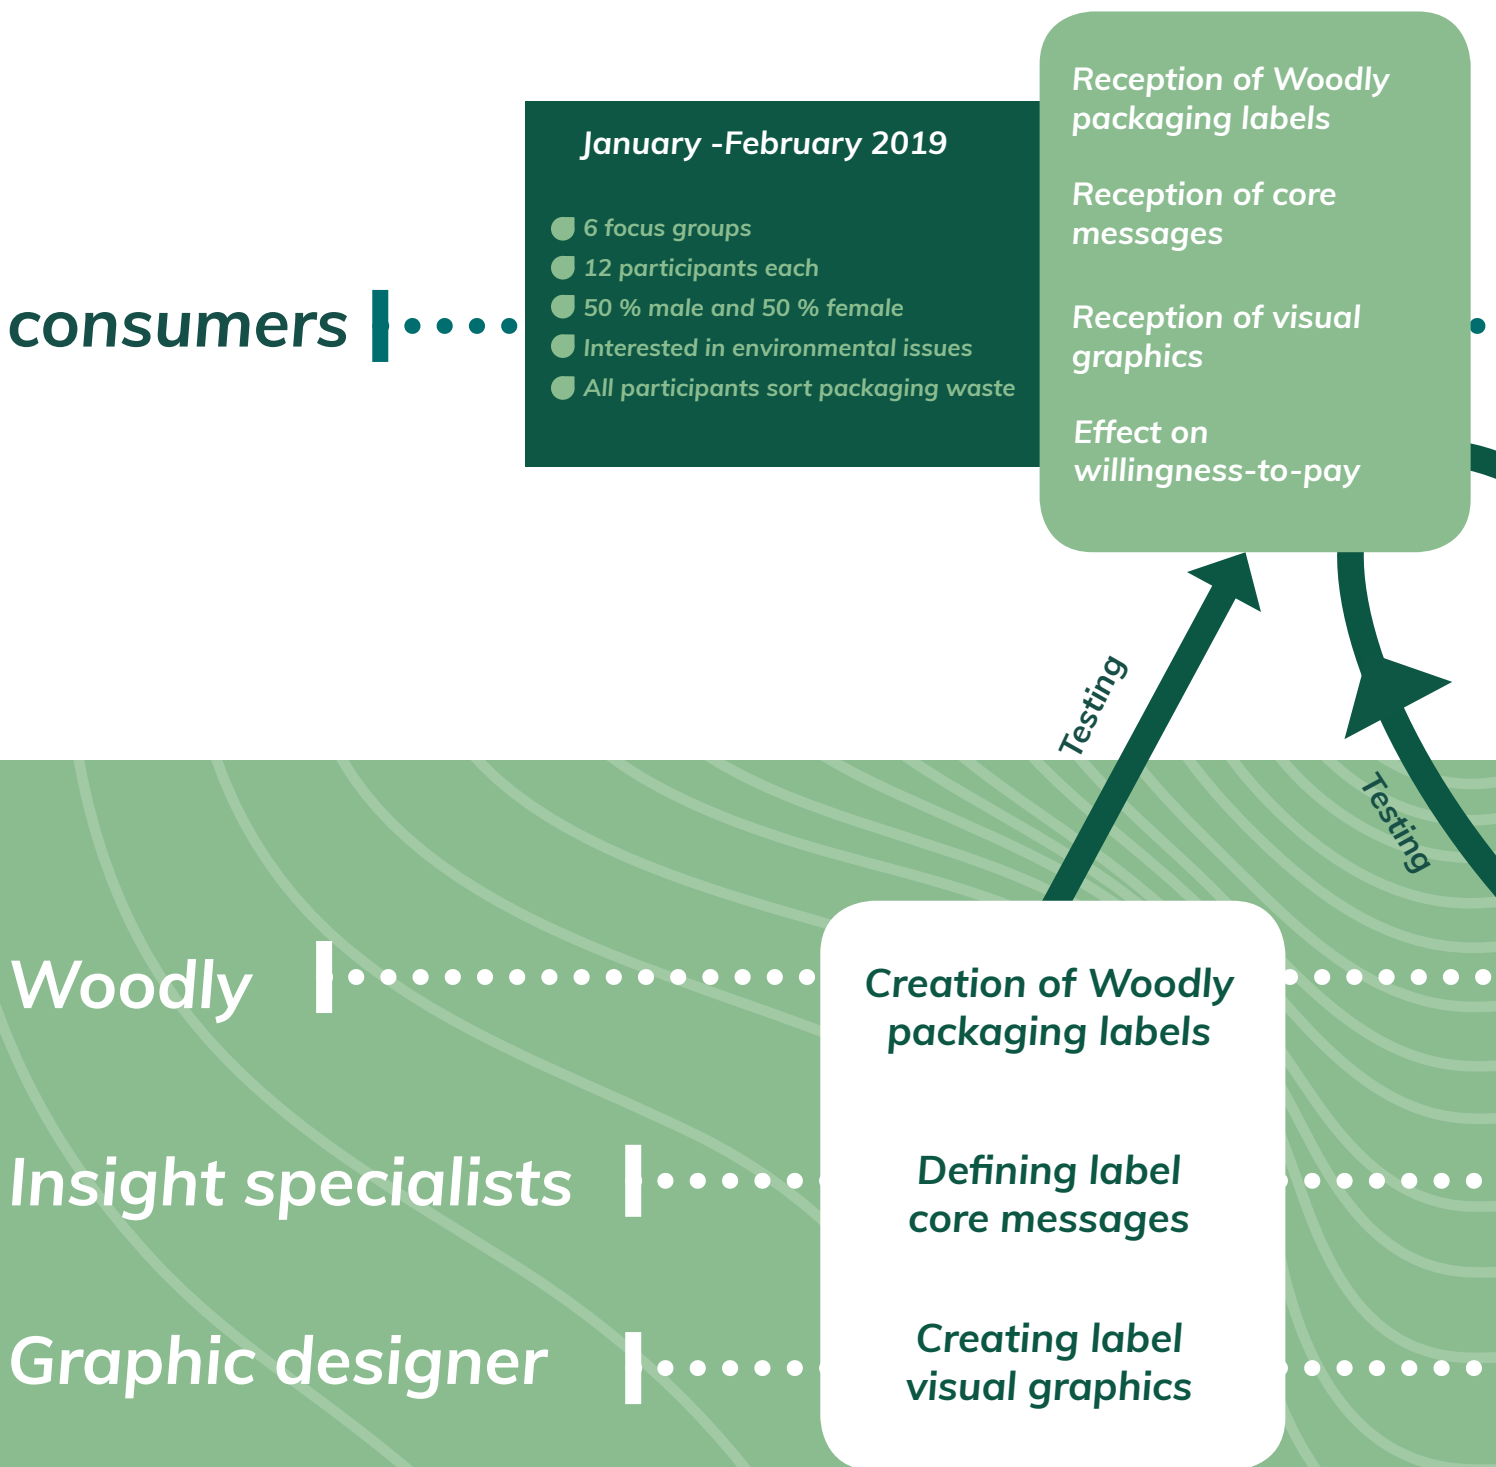 consumers
January -February 2019
6 focus groups
12 participants each
50 % male and 50 % female
Interested in environmental issues
All participants sort packaging waste
Reception of Woodly
packaging labels
Reception of core
messages
Reception of visual
graphics
Effect on
willingness-to-pay
Testing
Testing
Woodly
Creation of Woodly
packaging labels
Insight specialists
Defining label
core messages
Graphic designer
Creating label
visual graphics